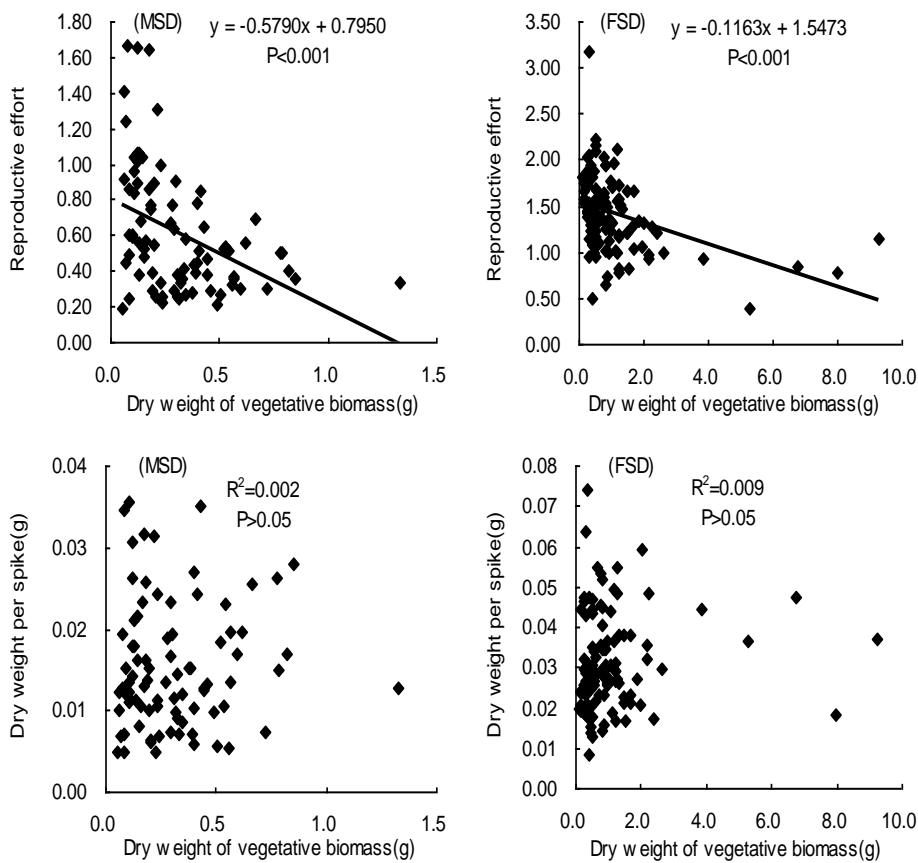 (MSD)
y = -0.5790x + 0.7950
P<0.001
1.80
1.60
1.40
1.20
1.00
0.80
0.60
0.40
0.20
0.00
Reproductive effort
0.0 0.5 1.0 1.5
Dry weight of vegetative biomass(g)
(FSD)
y = -0.1163x + 1.5473
P<0.001
3.50
3.00
2.50
2.00
1.50
1.00
0.50
0.00
Reproductive effort
0.0 2.0 4.0 6.0 8.0 10.0
Dry weight of vegetative biomass(g)
(MSD)
R²=0.002
P>0.05
0.04
0.03
0.02
0.01
0.00
Dry weight per spike(g)
0.0 0.5 1.0 1.5
Dry weight of vegetative biomass(g)
(FSD)
R²=0.009
P>0.05
0.08
0.07
0.06
0.05
0.04
0.03
0.02
0.01
0.00
Dry weight per spike(g)
0.0 2.0 4.0 6.0 8.0 10.0
Dry weight of vegetative biomass(g)